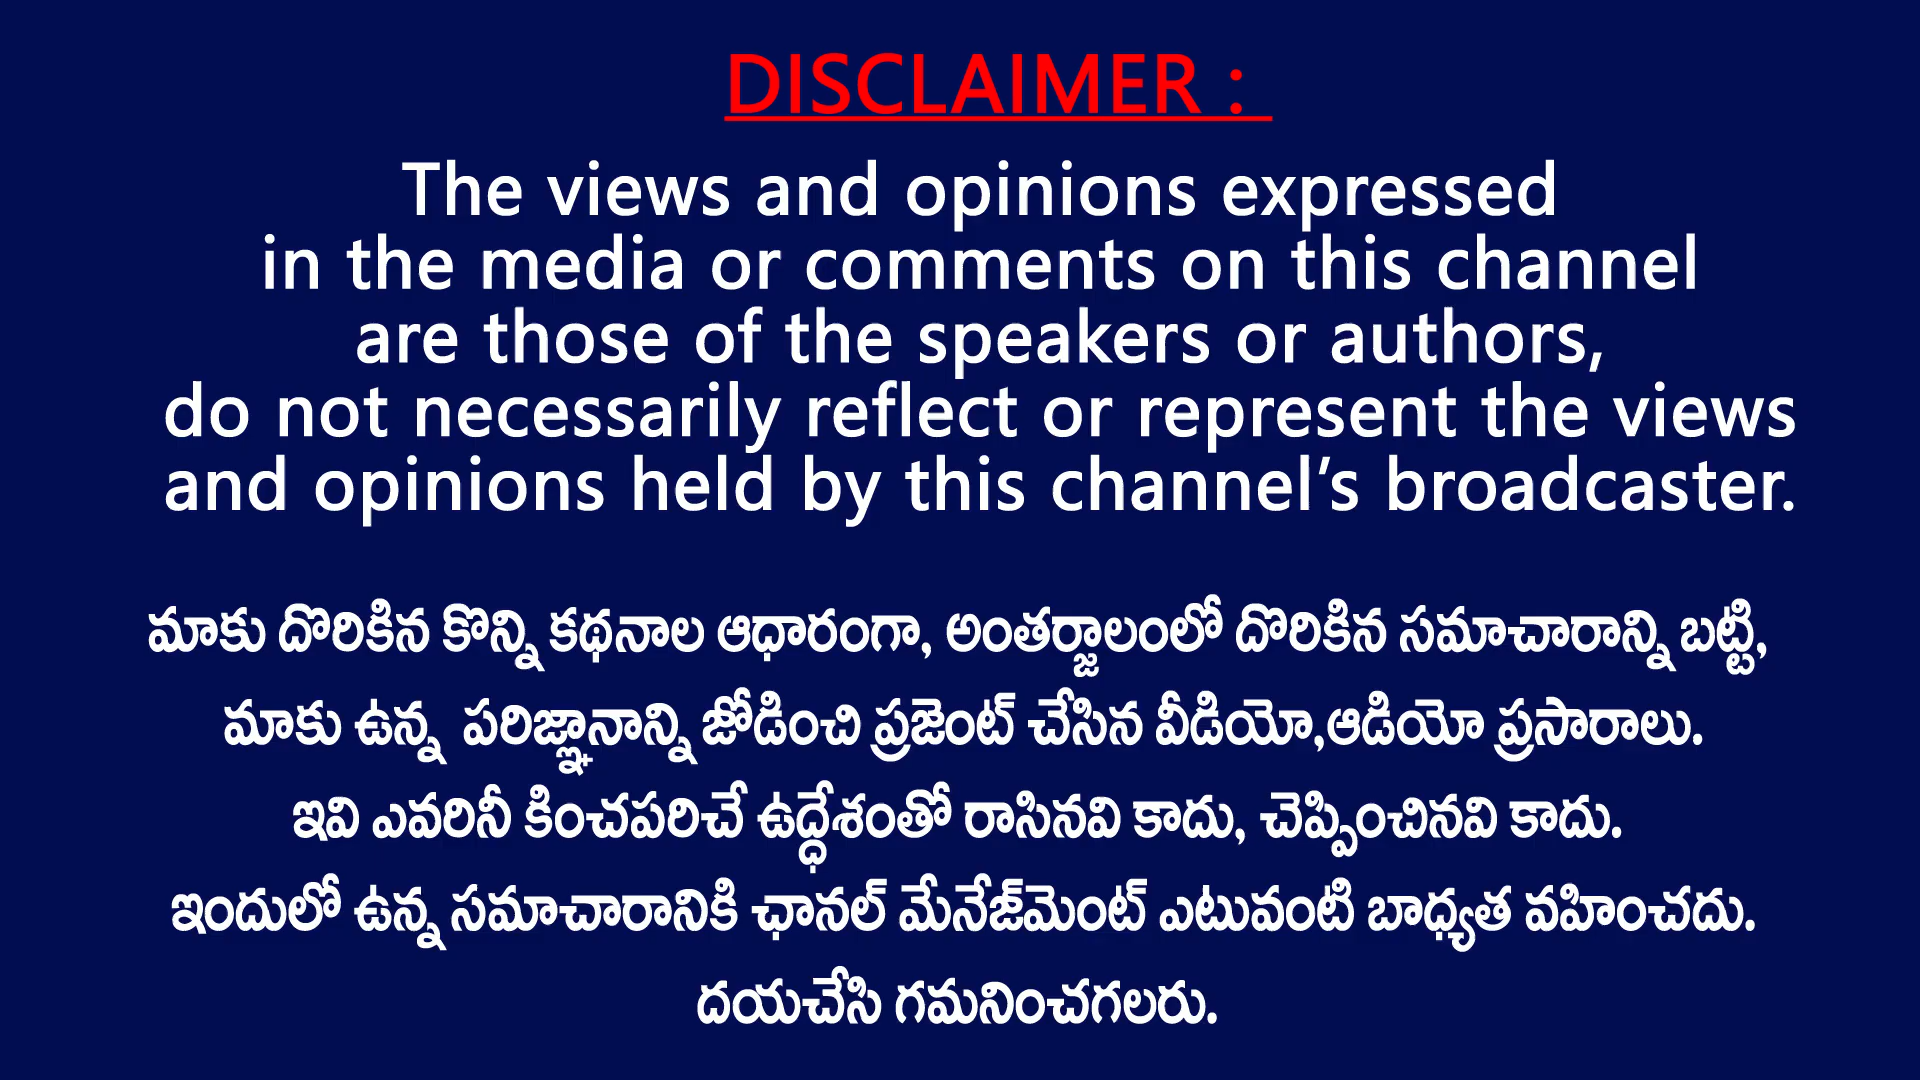 DISCLAIMER :
The views and opinions expressed
in the media or comments on this channel
are those of the speakers or authors,
do not necessarily reflect or represent the views
and opinions held by this channel’s broadcaster.
మాకు దొరికిన కొన్ని కథనాల ఆధారంగా, అంతర్జాలంలో దొరికిన సమాచారాన్ని బట్టి,
మాకు ఉన్న పరిజ్ఞానాన్ని జోడించి ప్రజెంట్ చేసిన వీడియో,ఆడియో ప్రసారాలు.
ఇవి ఎవరినీ కించపరిచే ఉద్ధేశంతో రాసినవి కాదు, చెప్పించినవి కాదు.
ఇందులో ఉన్న సమాచారానికి ఛానల్ మేనేజ్‌మెంట్ ఎటువంటి బాధ్యత వహించదు.
దయచేసి గమనించగలరు.